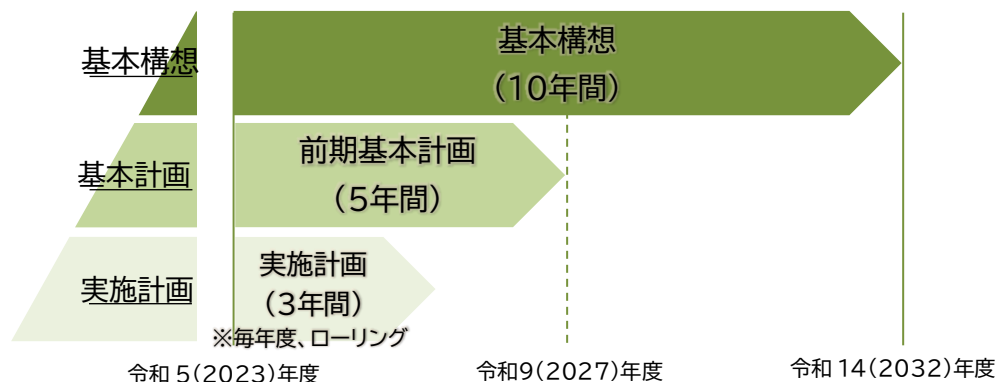 基本構想
基本構想
(10年間)
基本計画
前期基本計画
(5年間)
実施計画
実施計画
(3年間)
※毎年度、ローリング
令和5(2023)年度
令和9(2027)年度
令和14(2032)年度